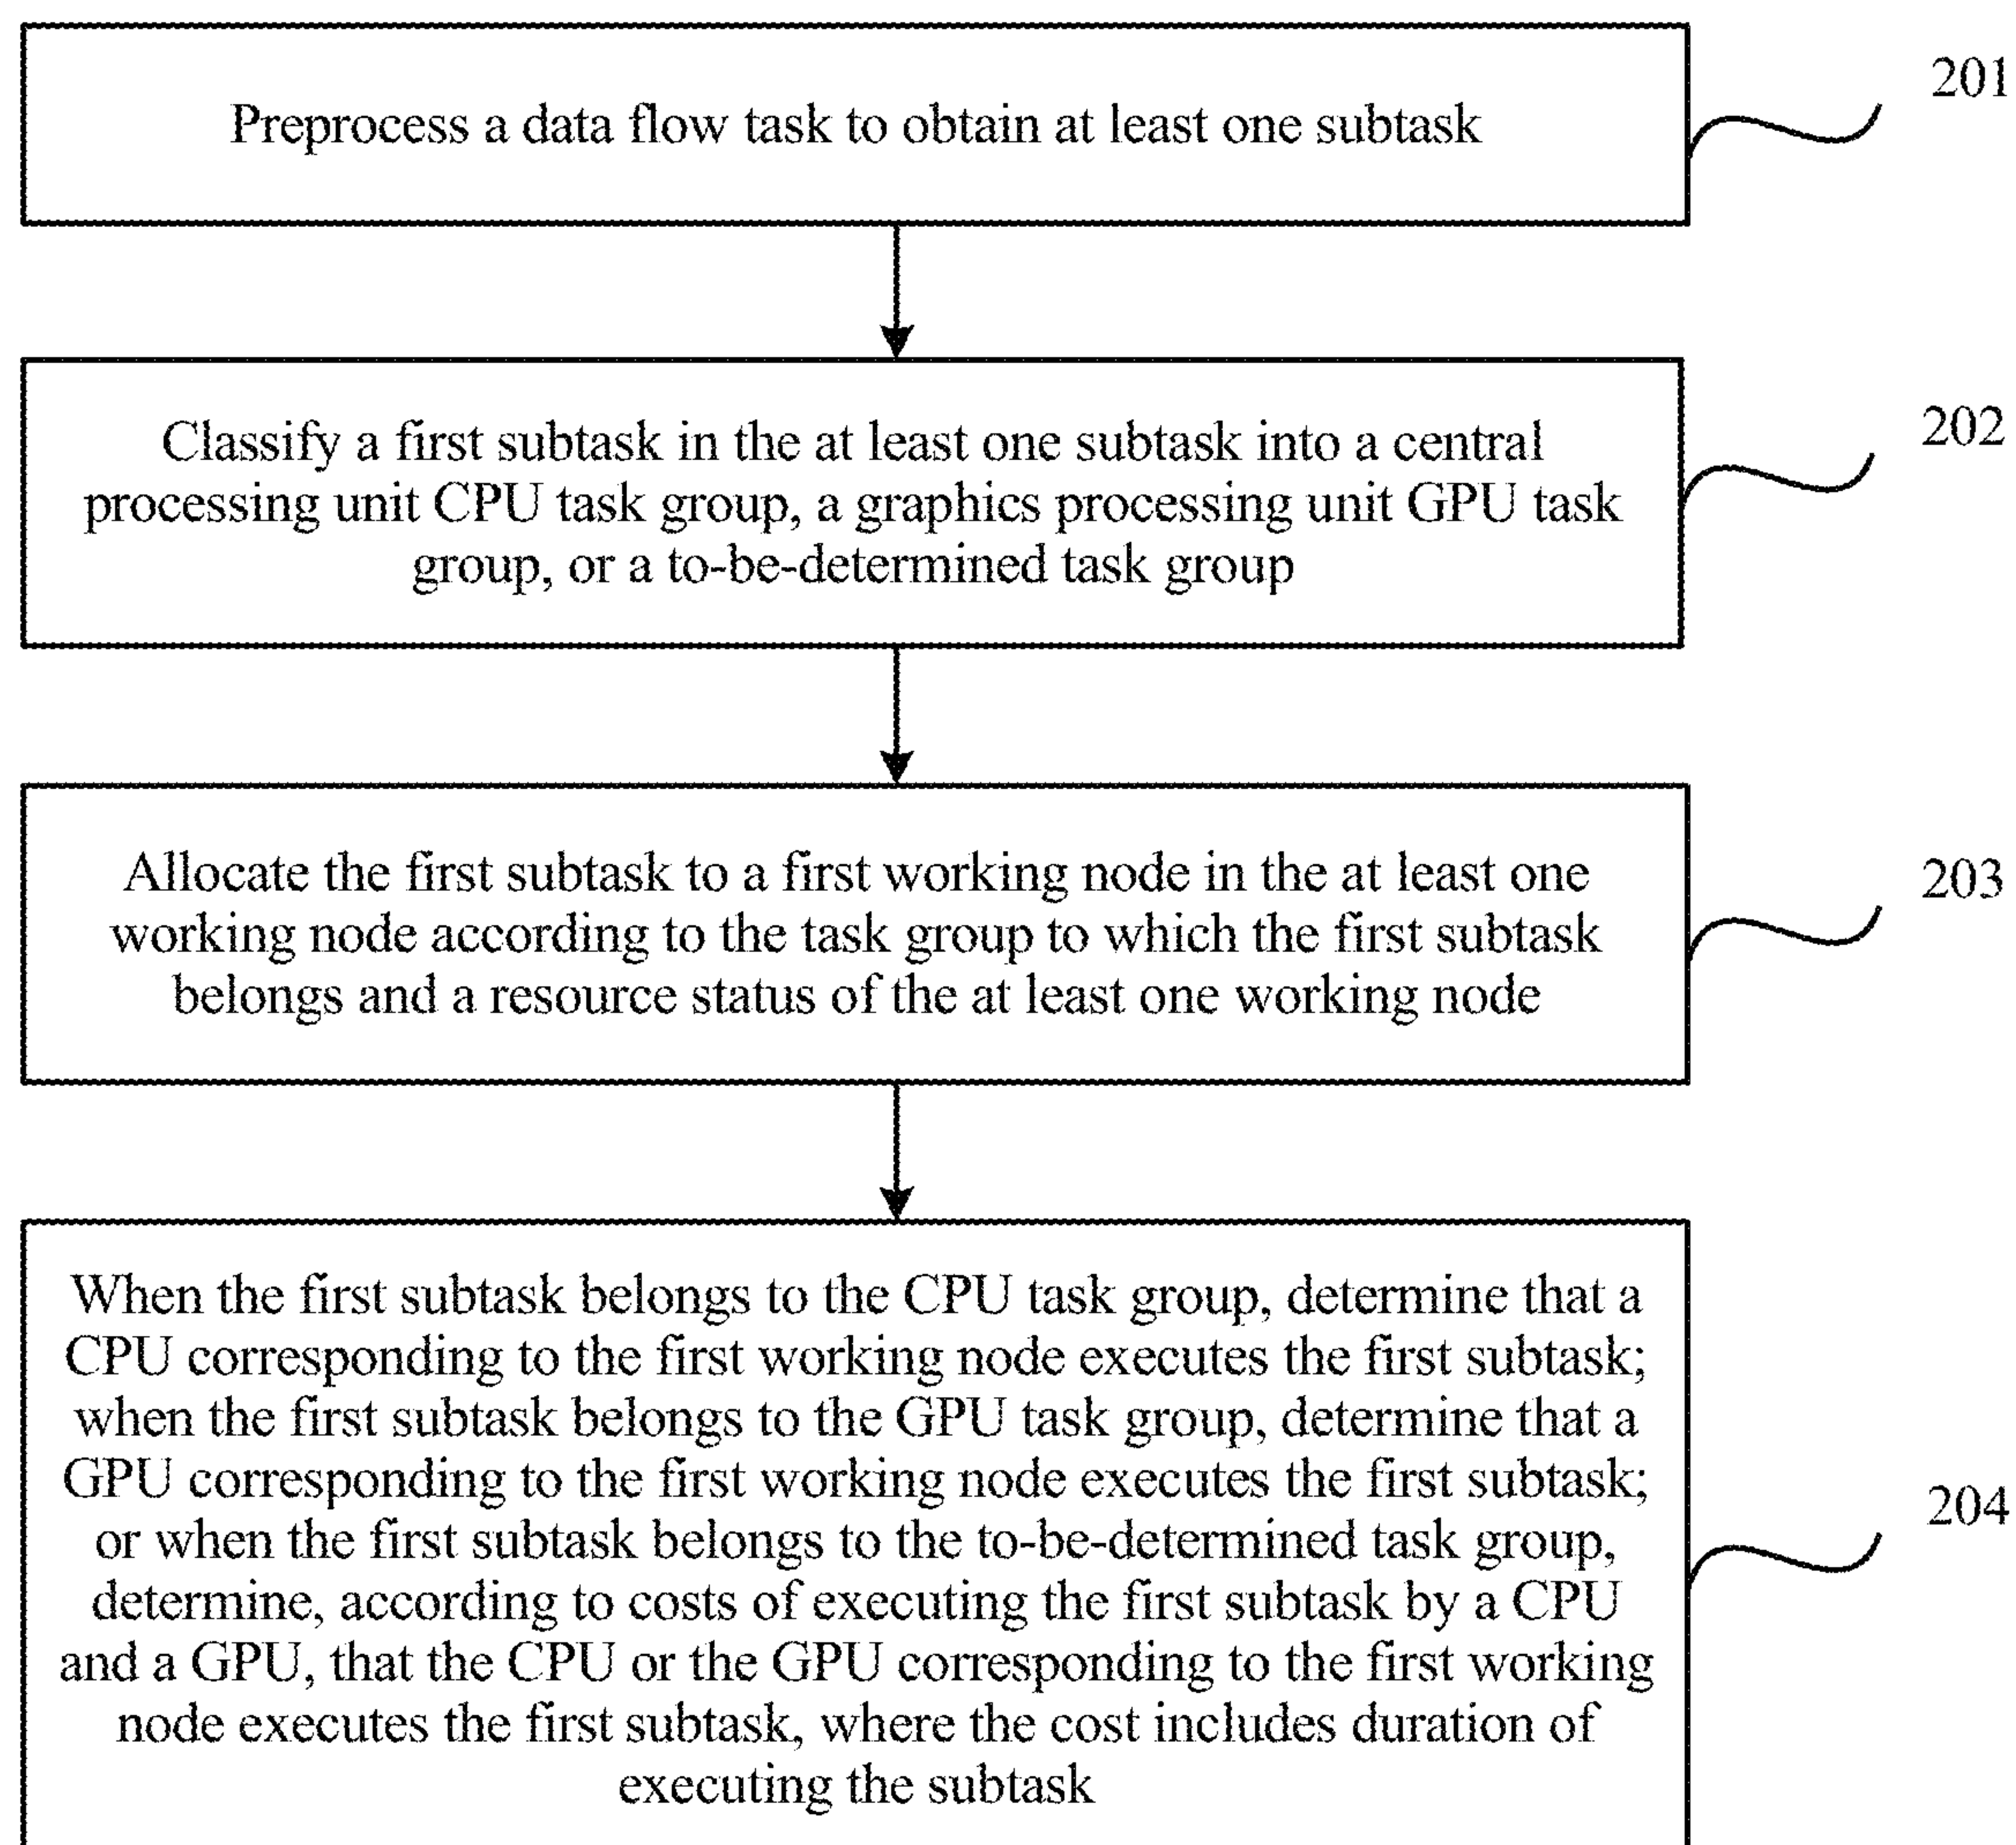 Preprocess a data flow task to obtain at least one subtask
201
Classify a first subtask in the at least one subtask into a central
processing unit CPU task group, a graphics processing unit GPU task
group, or a to-be-determined task group
202
Allocate the first subtask to a first working node in the at least one
working node according to the task group to which the first subtask
belongs and a resource status of the at least one working node
203
When the first subtask belongs to the CPU task group, determine that a
CPU corresponding to the first working node executes the first subtask;
when the first subtask belongs to the GPU task group, determine that a
GPU corresponding to the first working node executes the first subtask;
or when the first subtask belongs to the to-be-determined task group,
determine, according to costs of executing the first subtask by a CPU
and a GPU, that the CPU or the GPU corresponding to the first working
node executes the first subtask, where the cost includes duration of
executing the subtask
204